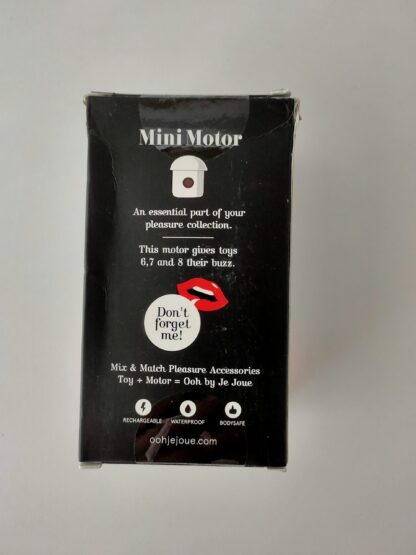 Mini Motor
An essential part of your
pleasure collection.
This motor gives toys
6,7 and 8 their buzz.
Don't
forget
me!
Mix & Match Pleasure Accessories
Toy + Motor = Ooh by Je Joue
RECHARGEABLE WATERPROOF BODYSAFE
oohjejoue.com